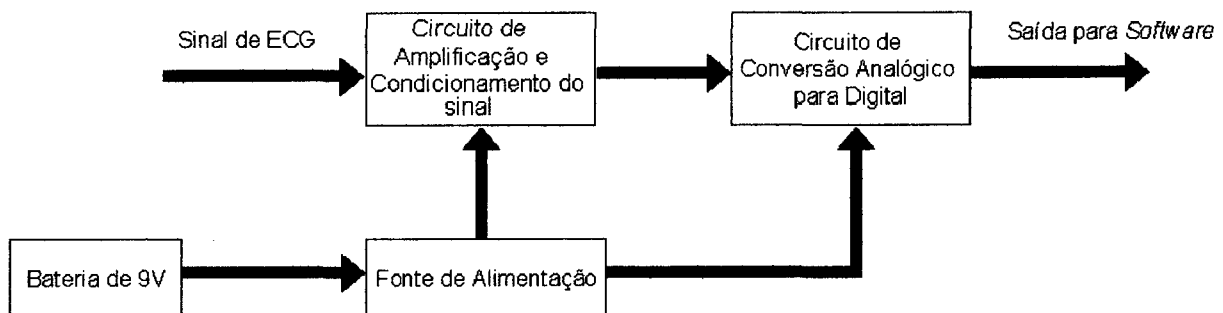 Sinal de ECG
Circuito de
Amplificação e
Condicionamento do
sinal
Circuito de
Conversão Analógico
para Digital
Saída para Software
Bateria de 9V
Fonte de Alimentação